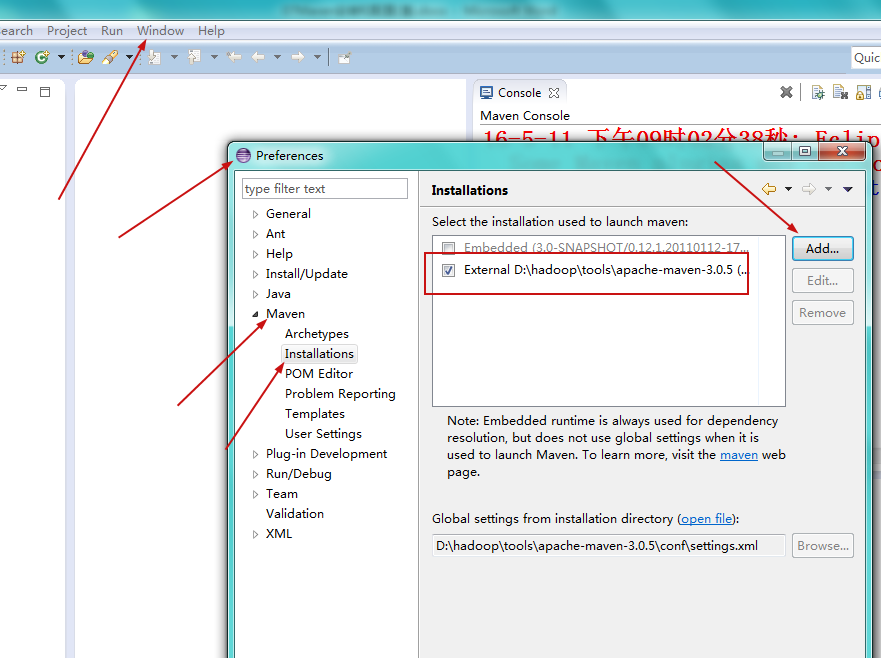 earch Project Run Window Help
Quic
Console
Maven Console
16-5-11 下午09时02分38秒: Eclip
Preferences
type filter text
General
Ant
Help
Install/Update
Java
Maven
Archetypes
Installations
POM Editor
Problem Reporting
Templates
User Settings
Plug-in Development
Run/Debug
Team
Validation
XML
Installations
Select the installation used to launch maven:
Embedded (3.0-SNAPSHOT/0.12.1.20110112-17...
External D:\hadoop\tools\apache-maven-3.0.5 (...
Add...
Edit...
Remove
Note: Embedded runtime is always used for dependency
resolution, but does not use global settings when it is
used to launch Maven. To learn more, visit the maven web
page.
Global settings from installation directory (open file):
D:\hadoop\tools\apache-maven-3.0.5\conf\settings.xml
Browse...